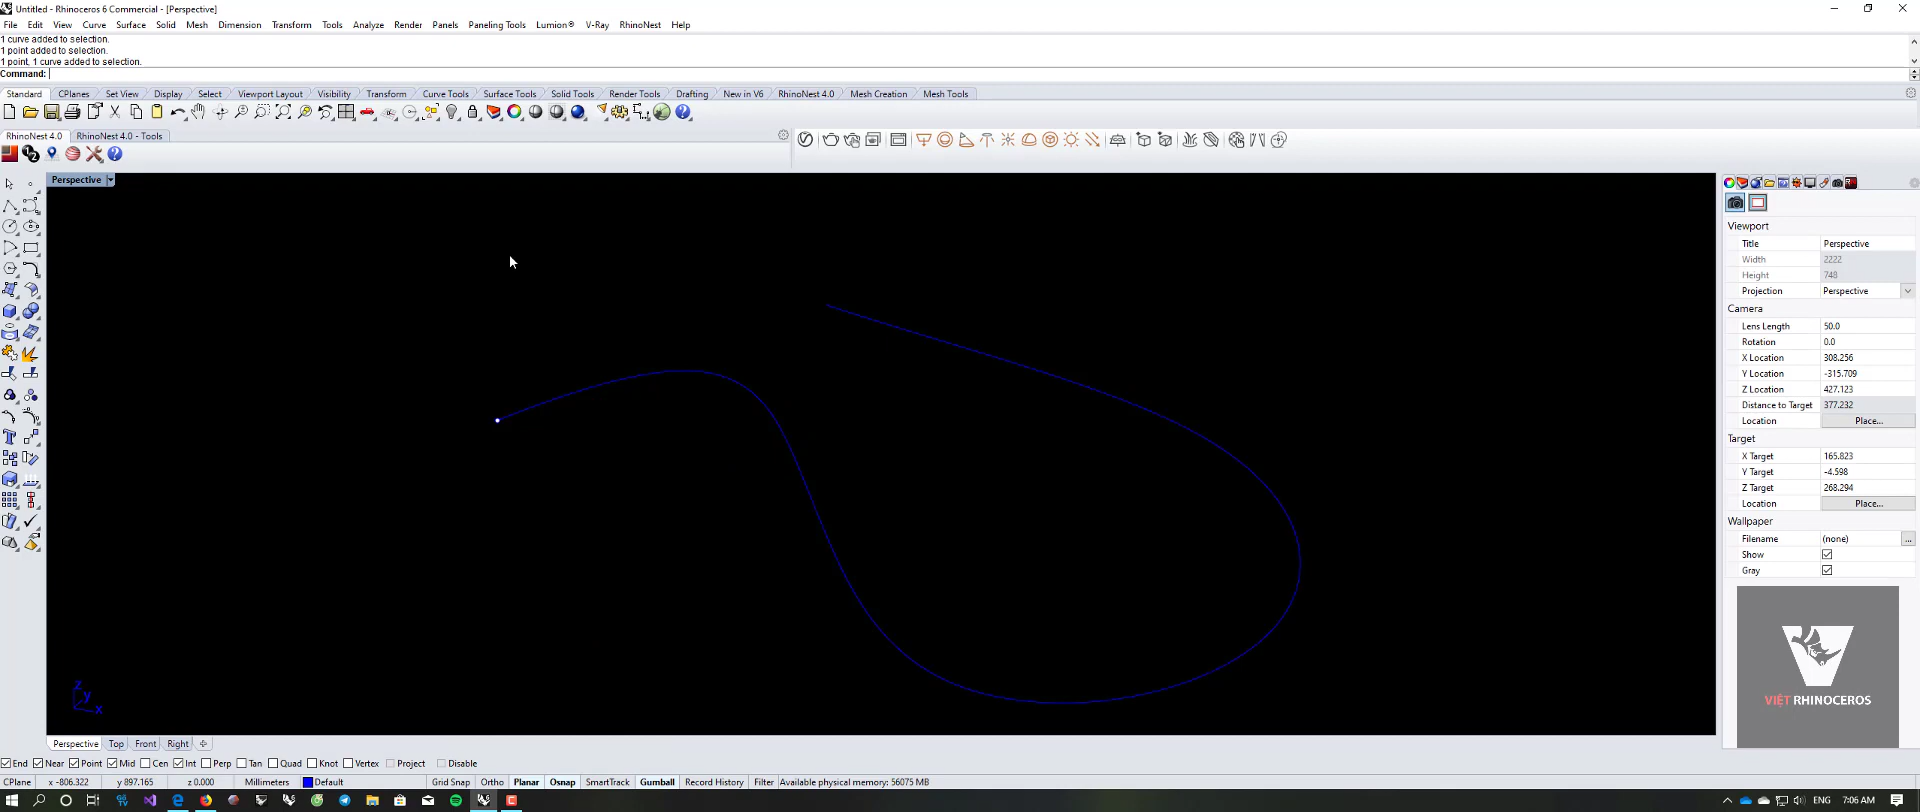 Untitled - Rhinoceros 6 Commercial - [Perspective]
File Edit View Curve Surface Solid Mesh Dimension Transform Tools Analyze Render Panels Paneling Tools Lumion® V-Ray RhinoNest Help
1 curve added to selection.
1 point added to selection.
1 point, 1 curve added to selection.
Command:
Standard CPlanes Set View Display Select Viewport Layout Visibility Transform Curve Tools Surface Tools Solid Tools Render Tools Drafting New in V6 RhinoNest 4.0 Mesh Creation Mesh Tools
RhinoNest 4.0 RhinoNest 4.0 - Tools
Perspective
Viewport
Title Perspective
Width 2222
Height 748
Projection Perspective
Camera
Lens Length 50.0
Rotation 0.0
X Location 308.256
Y Location -315.709
Z Location 427.123
Distance to Target 377.232
Location Place...
Target
X Target 165.823
Y Target -4.598
Z Target 268.294
Location Place...
Wallpaper
Filename (none) ...
Show
Gray
VIỆT RHINOCEROS
z
y
x
Perspective Top Front Right
End Near Point Mid Cen Int Perp Tan Quad Knot Vertex Project Disable
CPlane x -806.322 y 897.165 z 0.000 Millimeters Default Grid Snap Ortho Planar Osnap SmartTrack Gumball Record History Filter Available physical memory: 56075 MB
ENG 7:06 AM